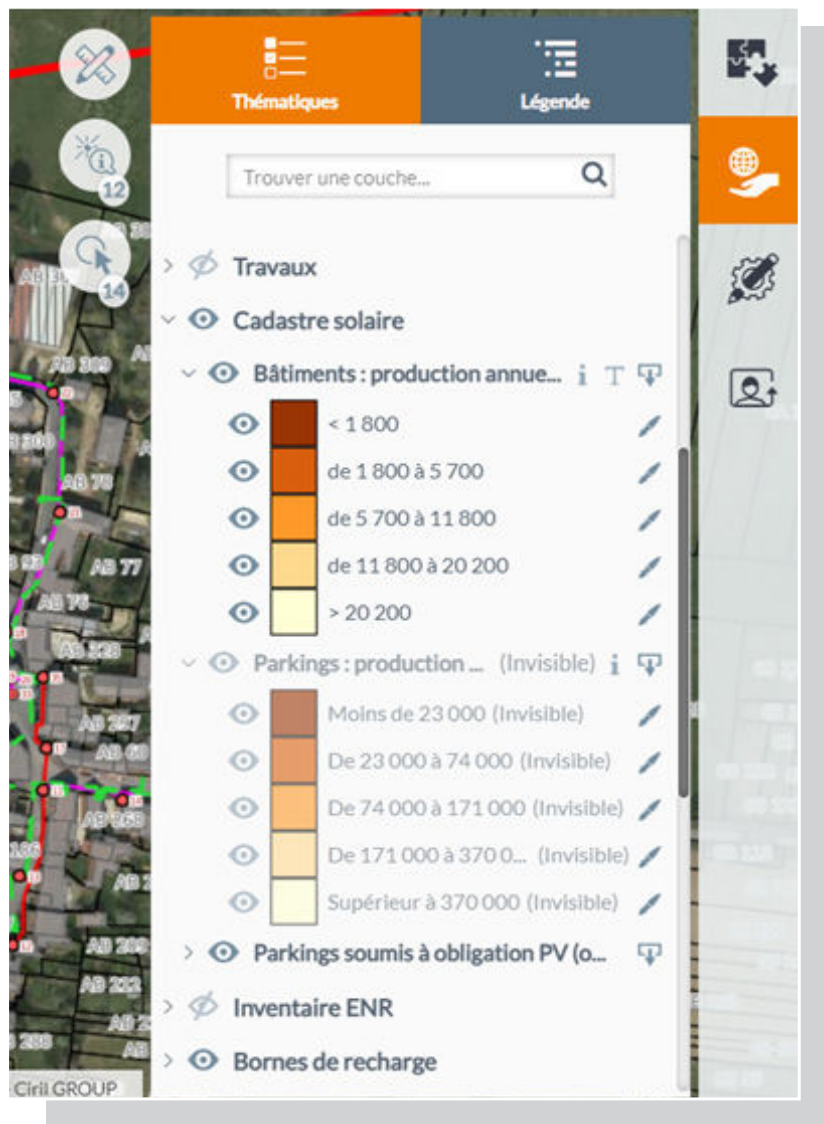 Thématiques
Légende
Trouver une couche...
12
14
Travaux
Cadastre solaire
Bâtiments : production annue...
< 1 800
de 1 800 à 5 700
de 5 700 à 11 800
de 11 800 à 20 200
> 20 200
Parkings : production ... (Invisible)
Moins de 23 000 (Invisible)
De 23 000 à 74 000 (Invisible)
De 74 000 à 171 000 (Invisible)
De 171 000 à 370 0... (Invisible)
Supérieur à 370 000 (Invisible)
Parkings soumis à obligation PV (o...
Inventaire ENR
Bornes de recharge
AB 309
AB 78
AB 77
AB 76
AB 328
AB 297
AB 268
AB 222
Ciril GROUP